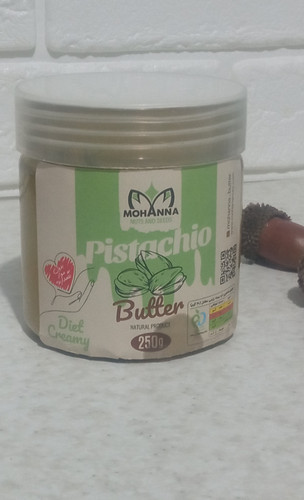 MOHANNA
NUTS AND SEEDS
Pistachio
Butter
NATURAL PRODUCT
250g
Diet
Creamy